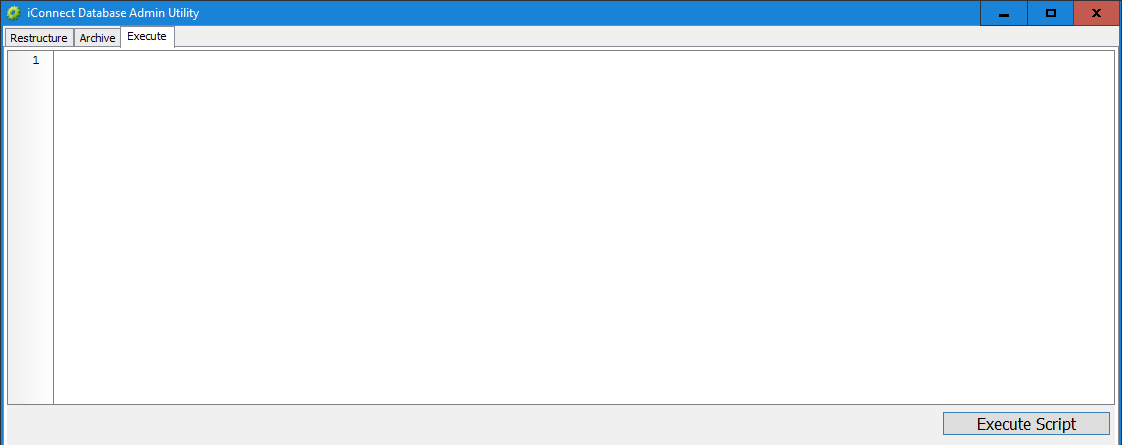 iConnect Database Admin Utility
Restructure Archive Execute
1
Execute Script